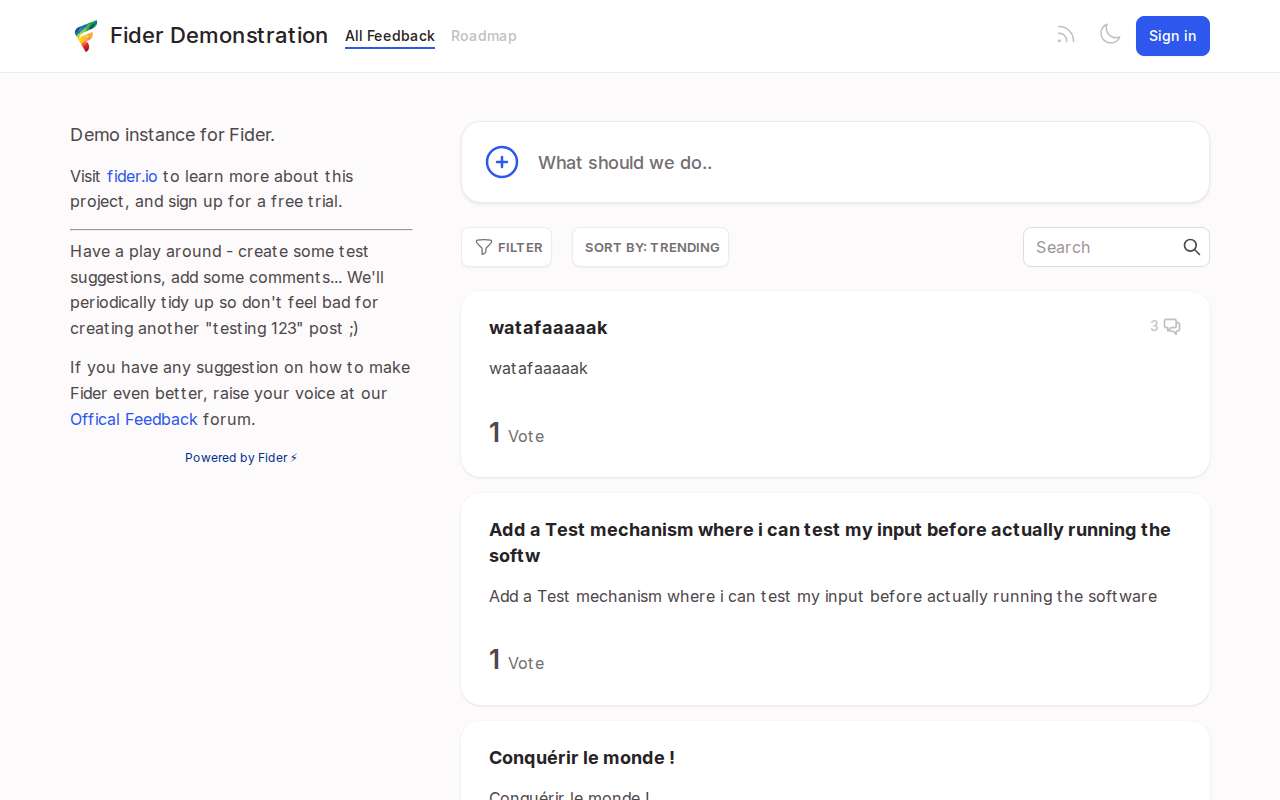 Fider Demonstration
All Feedback
Roadmap
Sign in
Demo instance for Fider.
Visit fider.io to learn more about this
project, and sign up for a free trial.
Have a play around - create some test
suggestions, add some comments... We'll
periodically tidy up so don't feel bad for
creating another "testing 123" post ;)
If you have any suggestion on how to make
Fider even better, raise your voice at our
Offical Feedback forum.
Powered by Fider ⚡
What should we do..
FILTER
SORT BY: TRENDING
Search
watafaaaaak
3
watafaaaaak
1 Vote
Add a Test mechanism where i can test my input before actually running the
softw
Add a Test mechanism where i can test my input before actually running the software
1 Vote
Conquérir le monde !
Conquérir le monde !